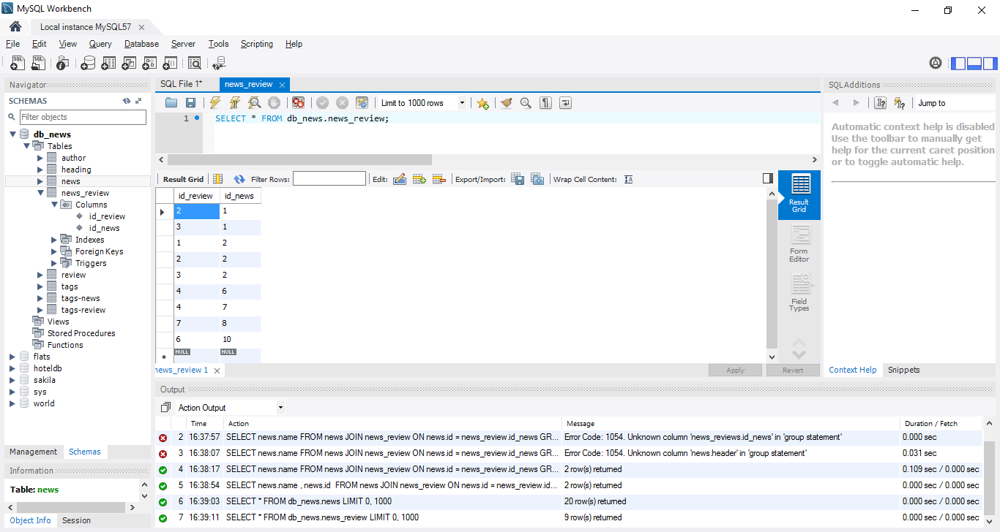 MySQL Workbench
Local instance MySQL57
File Edit View Query Database Server Tools Scripting Help
Navigator
SCHEMAS
Filter objects
db_news
Tables
author
heading
news
news_review
Columns
id_review
id_news
Indexes
Foreign Keys
Triggers
review
tags
tags-news
tags-review
Views
Stored Procedures
Functions
flats
hoteldb
sakila
sys
world
Management Schemas
Information
Table: news
Object Info Session
SQL File 1* news_review
Limit to 1000 rows
1 SELECT * FROM db_news.news_review;
Result Grid Filter Rows: Edit: Export/Import: Wrap Cell Content:
id_review id_news
2 1
3 1
1 2
2 2
3 2
4 6
4 7
7 8
6 10
NULL NULL
Result Grid
Form Editor
Field Types
news_review 1 Apply Revert
SQLAdditions
Jump to
Automatic context help is disabled.
Use the toolbar to manually get
help for the current caret position
or to toggle automatic help.
Context Help Snippets
Output
Action Output
Time Action Message Duration / Fetch
2 16:37:57 SELECT news.name FROM news JOIN news_review ON news.id = news_review.id_news GR... Error Code: 1054. Unknown column 'news_reviews.id_news' in 'group statement' 0.000 sec
3 16:38:07 SELECT news.name FROM news JOIN news_review ON news.id = news_review.id_news GR... Error Code: 1054. Unknown column 'news.header' in 'group statement' 0.031 sec
4 16:38:17 SELECT news.name FROM news JOIN news_review ON news.id = news_review.id_news GR... 2 row(s) returned 0.109 sec / 0.000 sec
5 16:38:54 SELECT news.name , news.id FROM news JOIN news_review ON news.id = news_review.id... 2 row(s) returned 0.000 sec / 0.000 sec
6 16:39:03 SELECT * FROM db_news.news LIMIT 0, 1000 20 row(s) returned 0.000 sec / 0.000 sec
7 16:39:11 SELECT * FROM db_news.news_review LIMIT 0, 1000 9 row(s) returned 0.000 sec / 0.000 sec